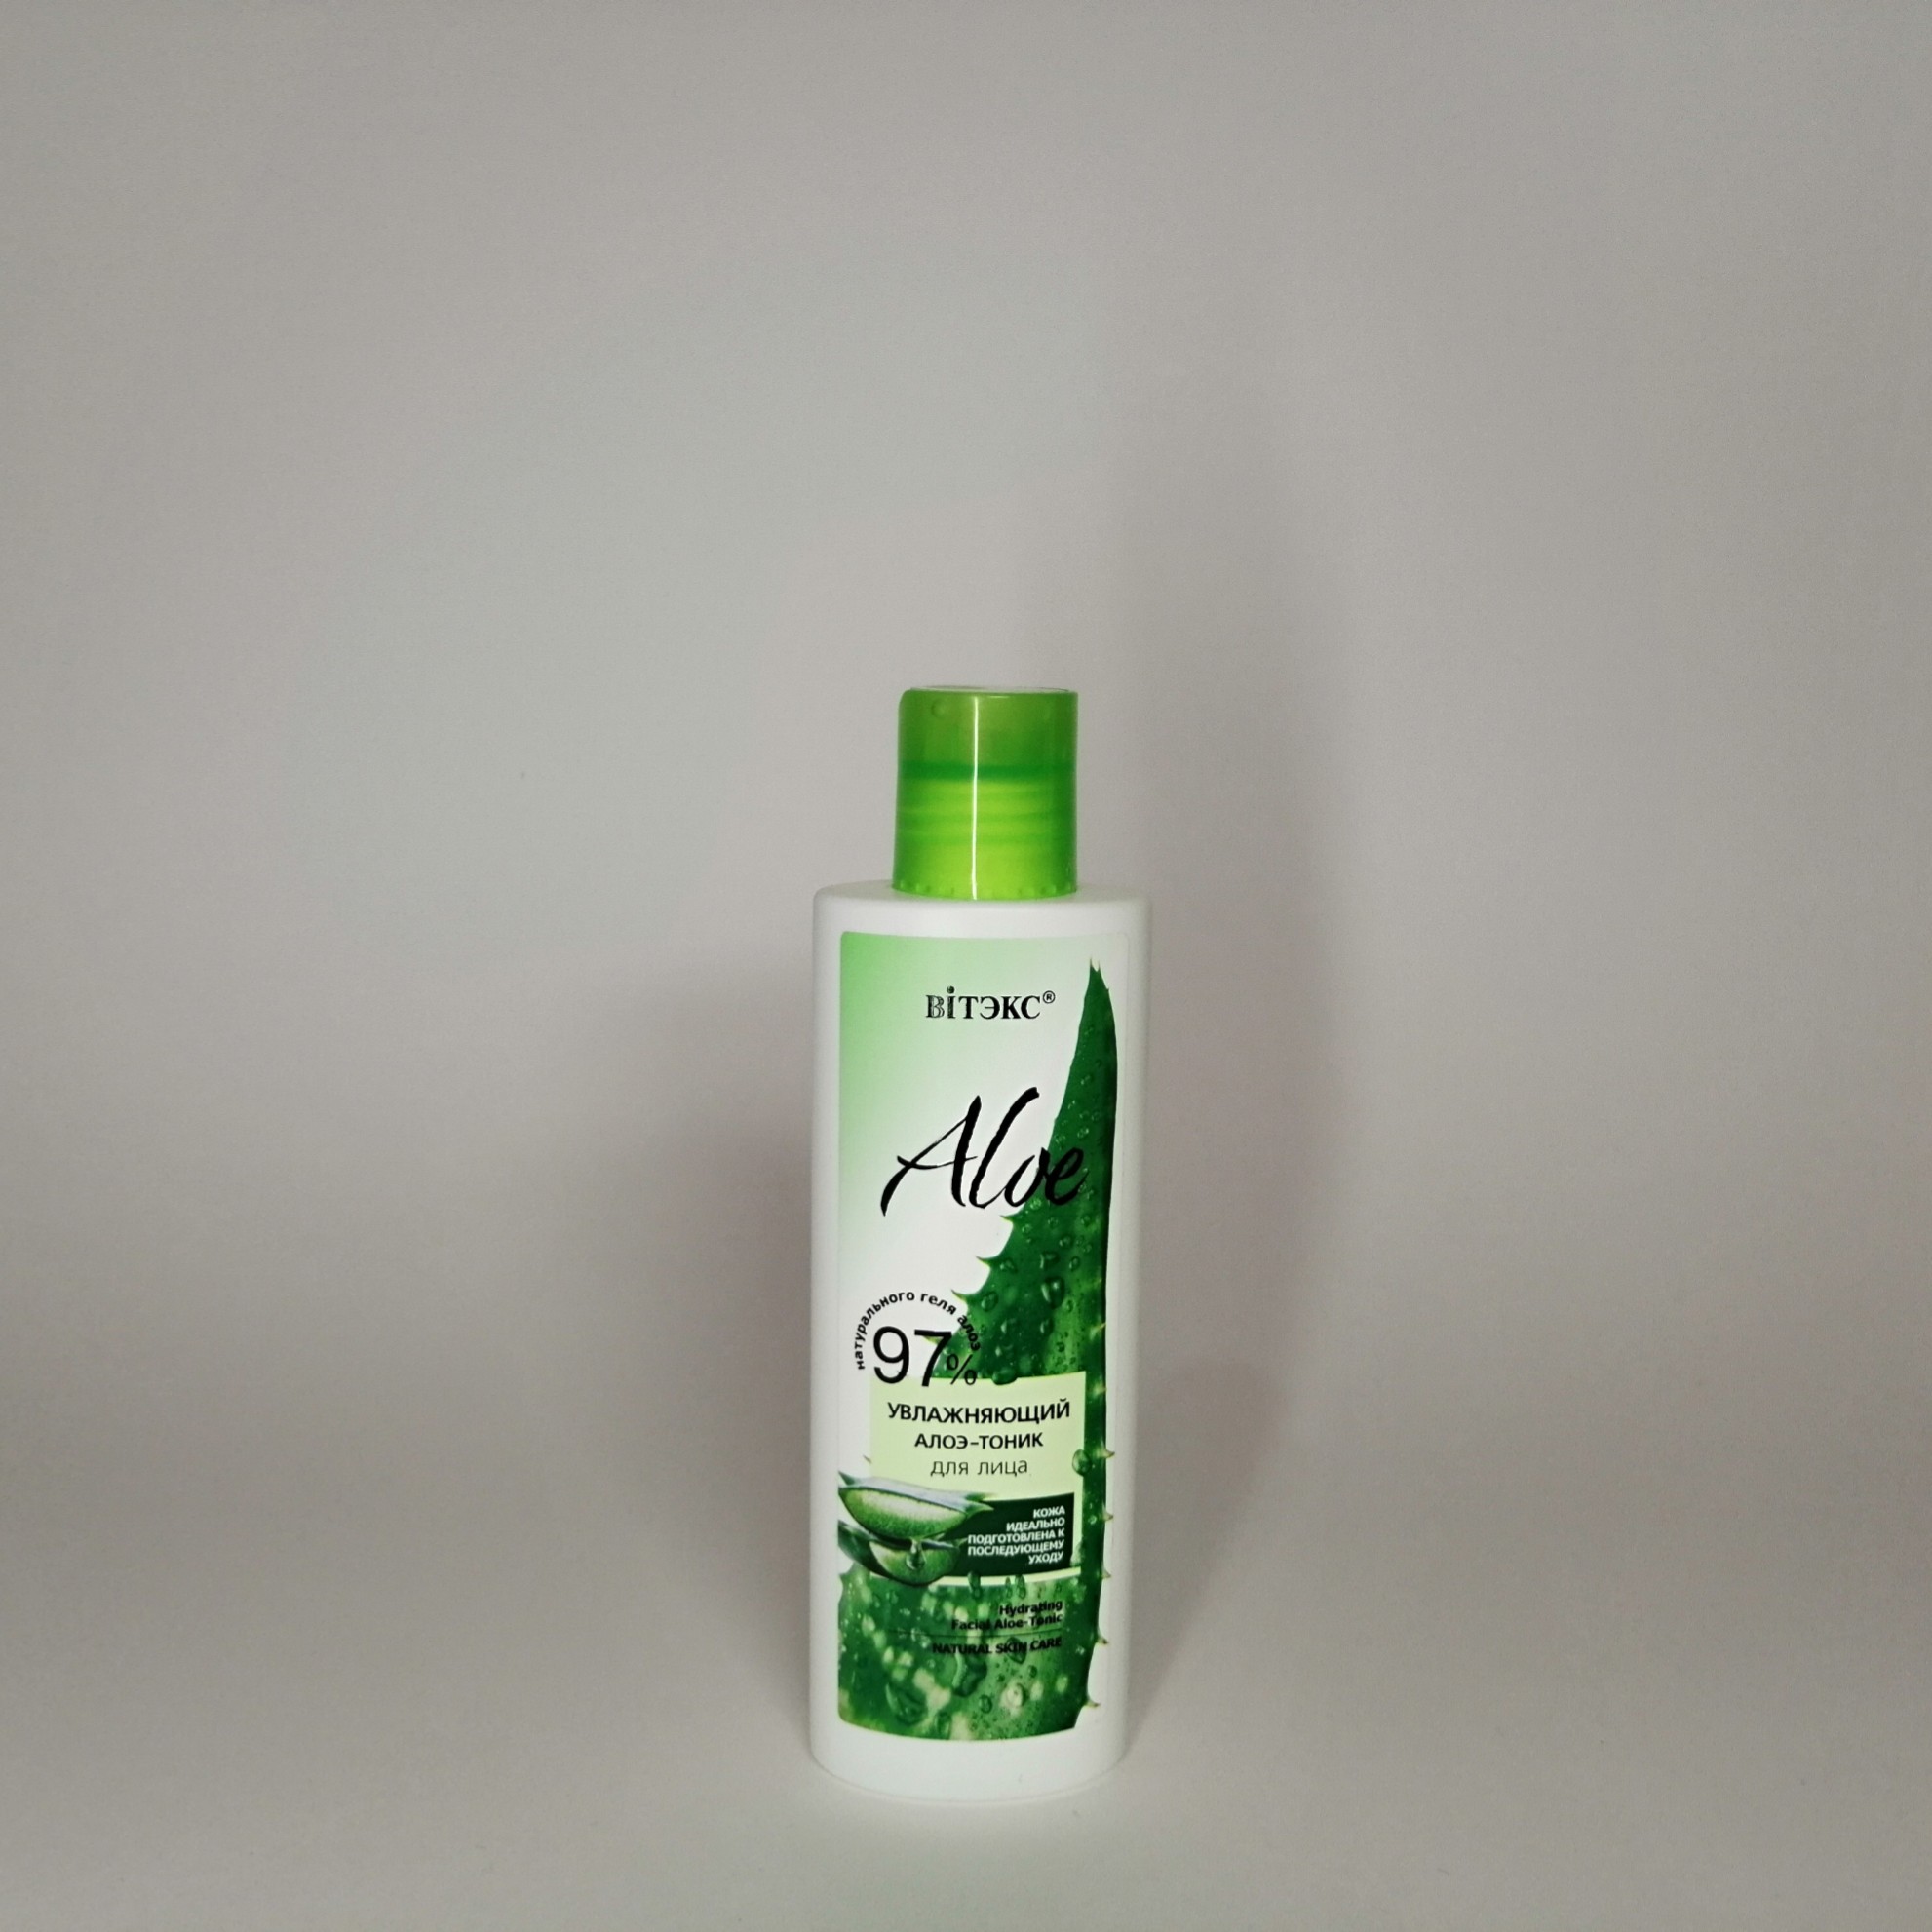 ВіТЭКС®
Aloe
натурального геля алоэ
97%
УВЛАЖНЯЮЩИЙ
АЛОЭ-ТОНИК
для лица
КОЖА
ИДЕАЛЬНО
ПОДГОТОВЛЕНА К
ПОСЛЕДУЮЩЕМУ
УХОДУ
Hydrating
Facial Aloe-Tonic
NATURAL SKIN CARE